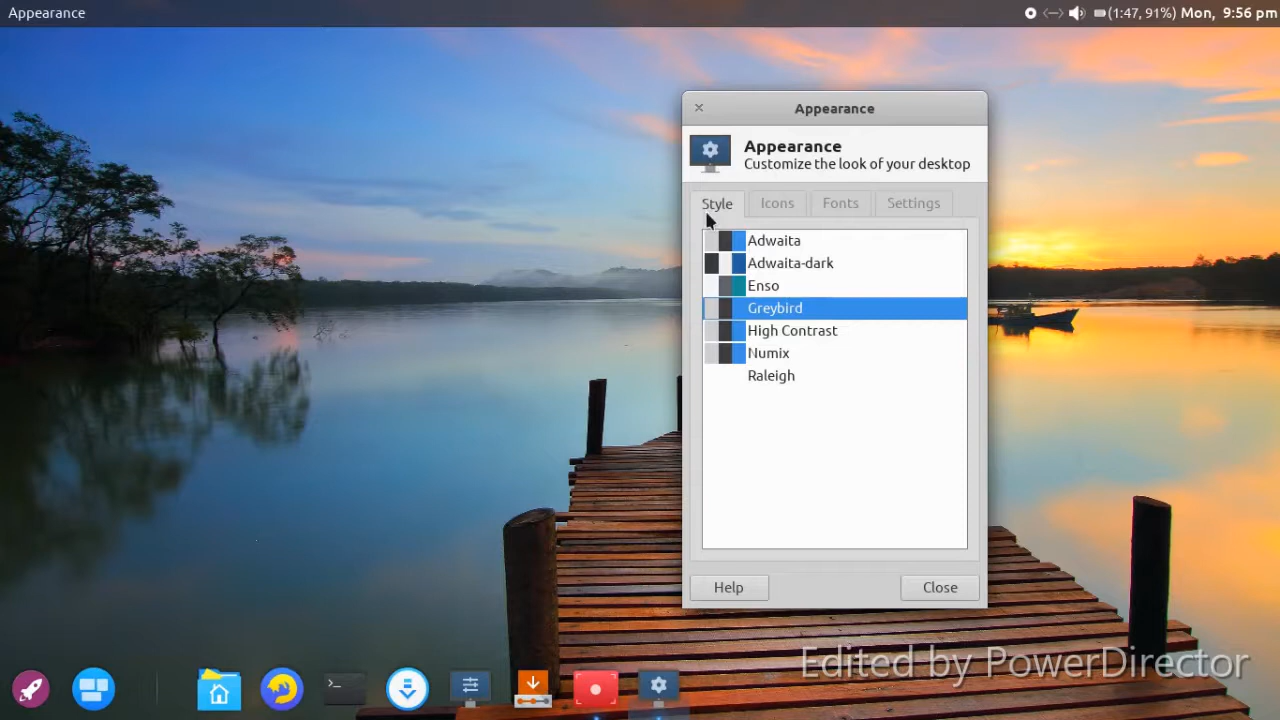 Appearance
(1:47, 91%) Mon, 9:56 pm
Appearance
Appearance
Customize the look of your desktop
Style Icons Fonts Settings
Adwaita
Adwaita-dark
Enso
Greybird
High Contrast
Numix
Raleigh
Help Close
Edited by PowerDirector